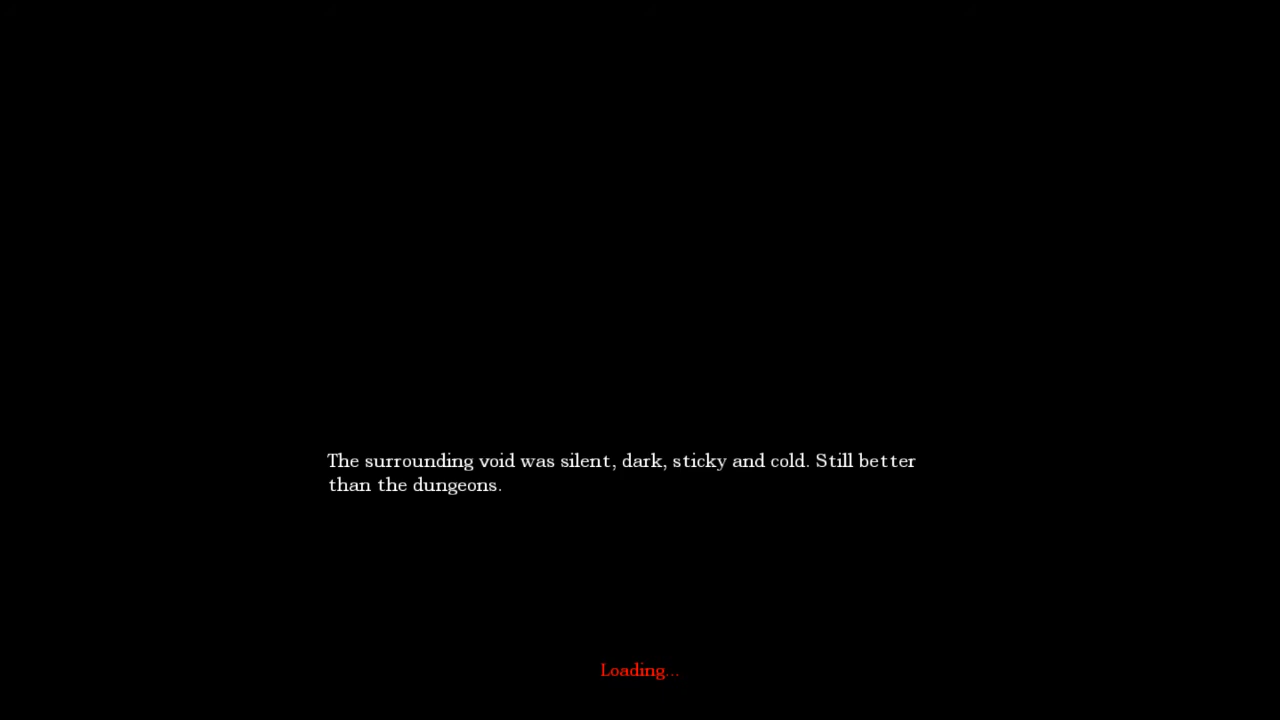 The surrounding void was silent, dark, sticky and cold. Still better
than the dungeons.
Loading...